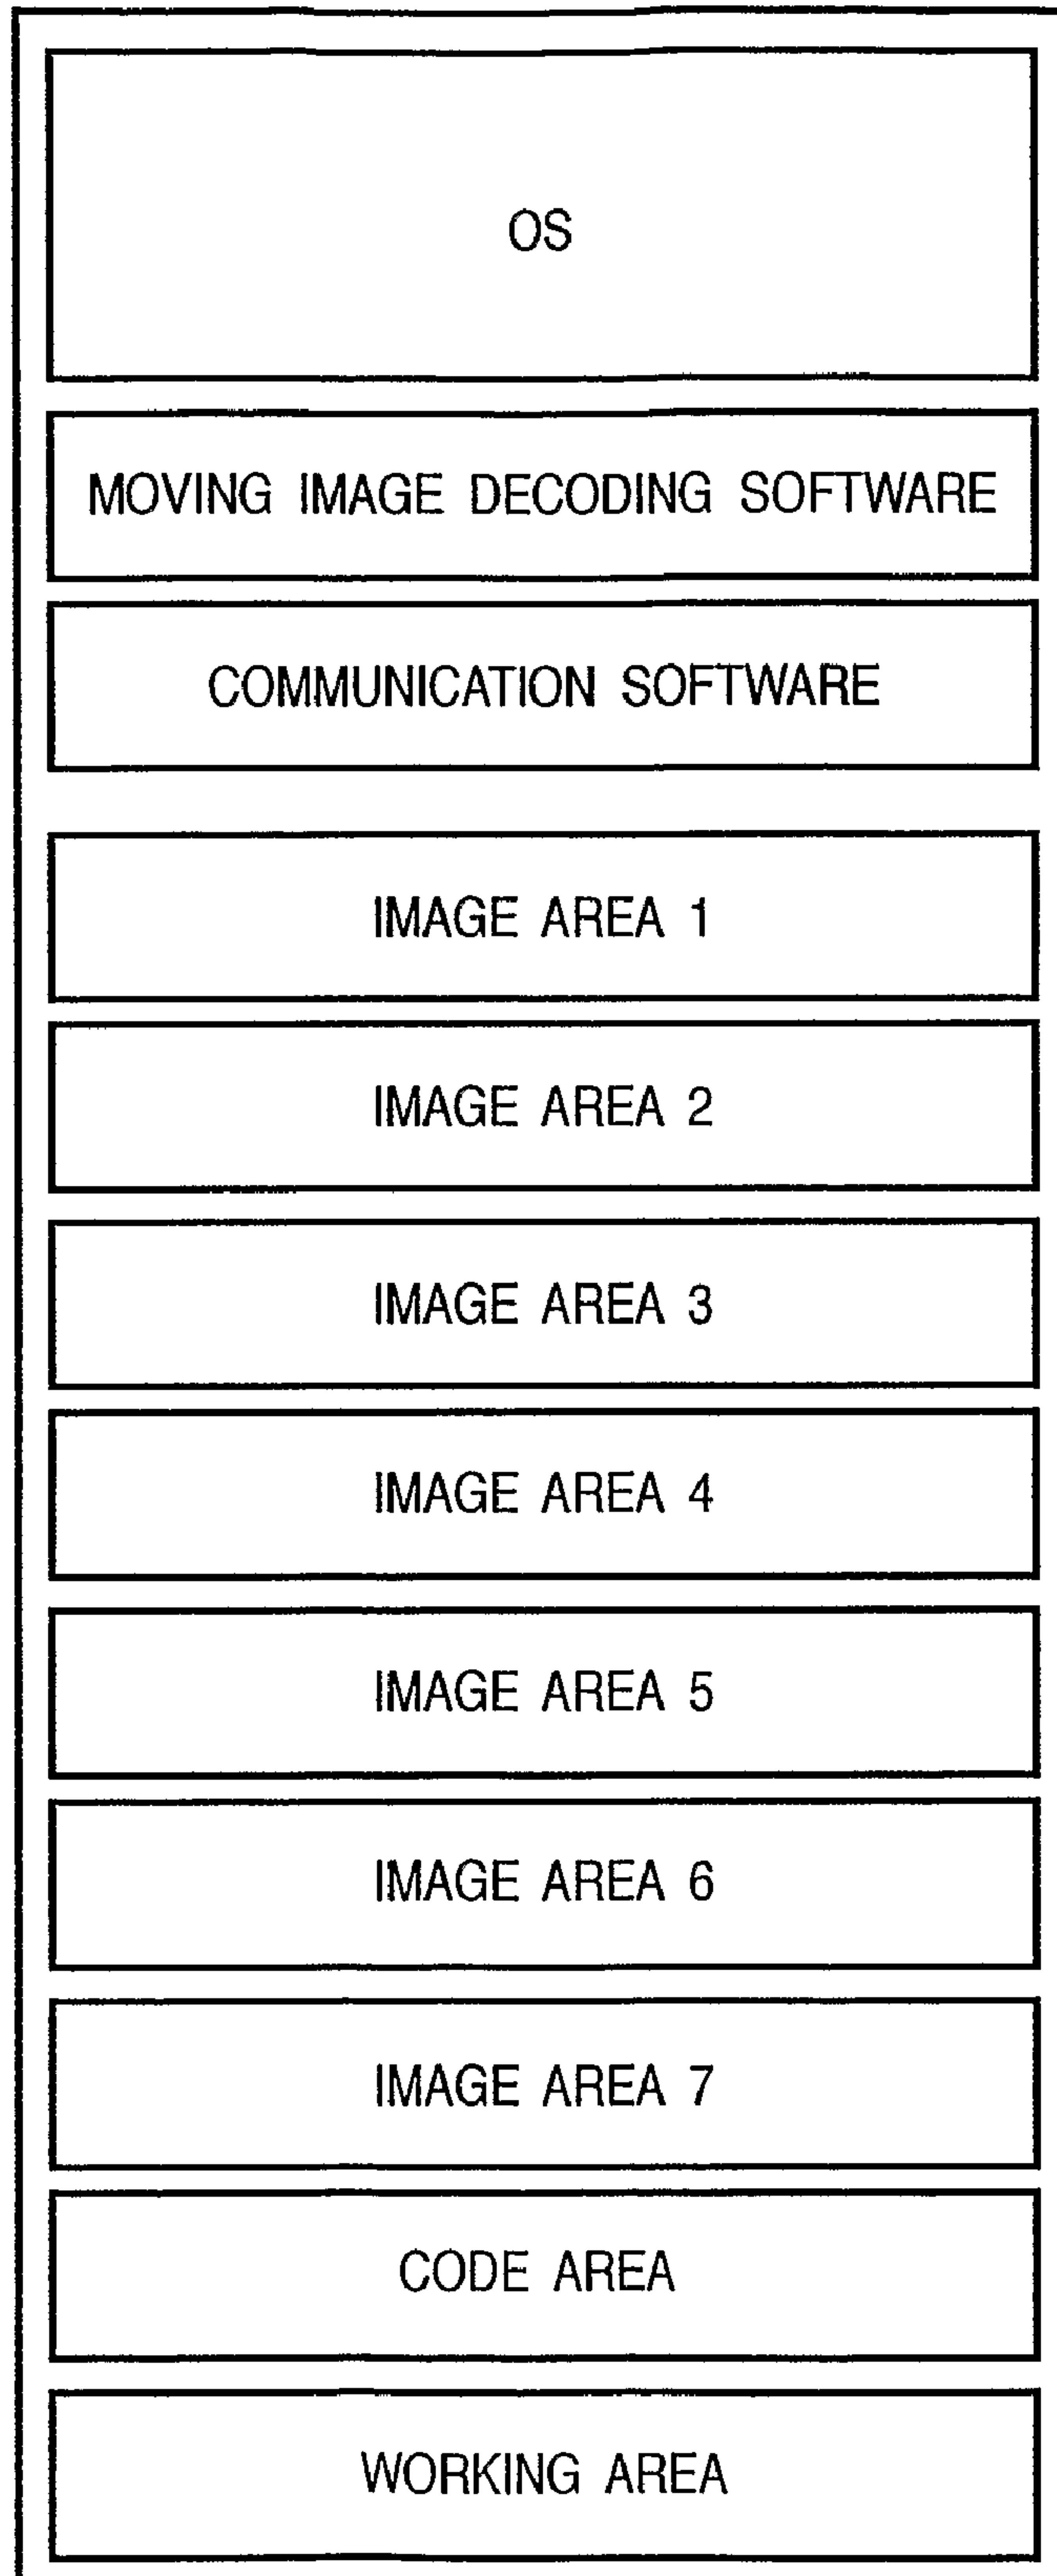 OS
MOVING IMAGE DECODING SOFTWARE
COMMUNICATION SOFTWARE
IMAGE AREA 1
IMAGE AREA 2
IMAGE AREA 3
IMAGE AREA 4
IMAGE AREA 5
IMAGE AREA 6
IMAGE AREA 7
CODE AREA
WORKING AREA